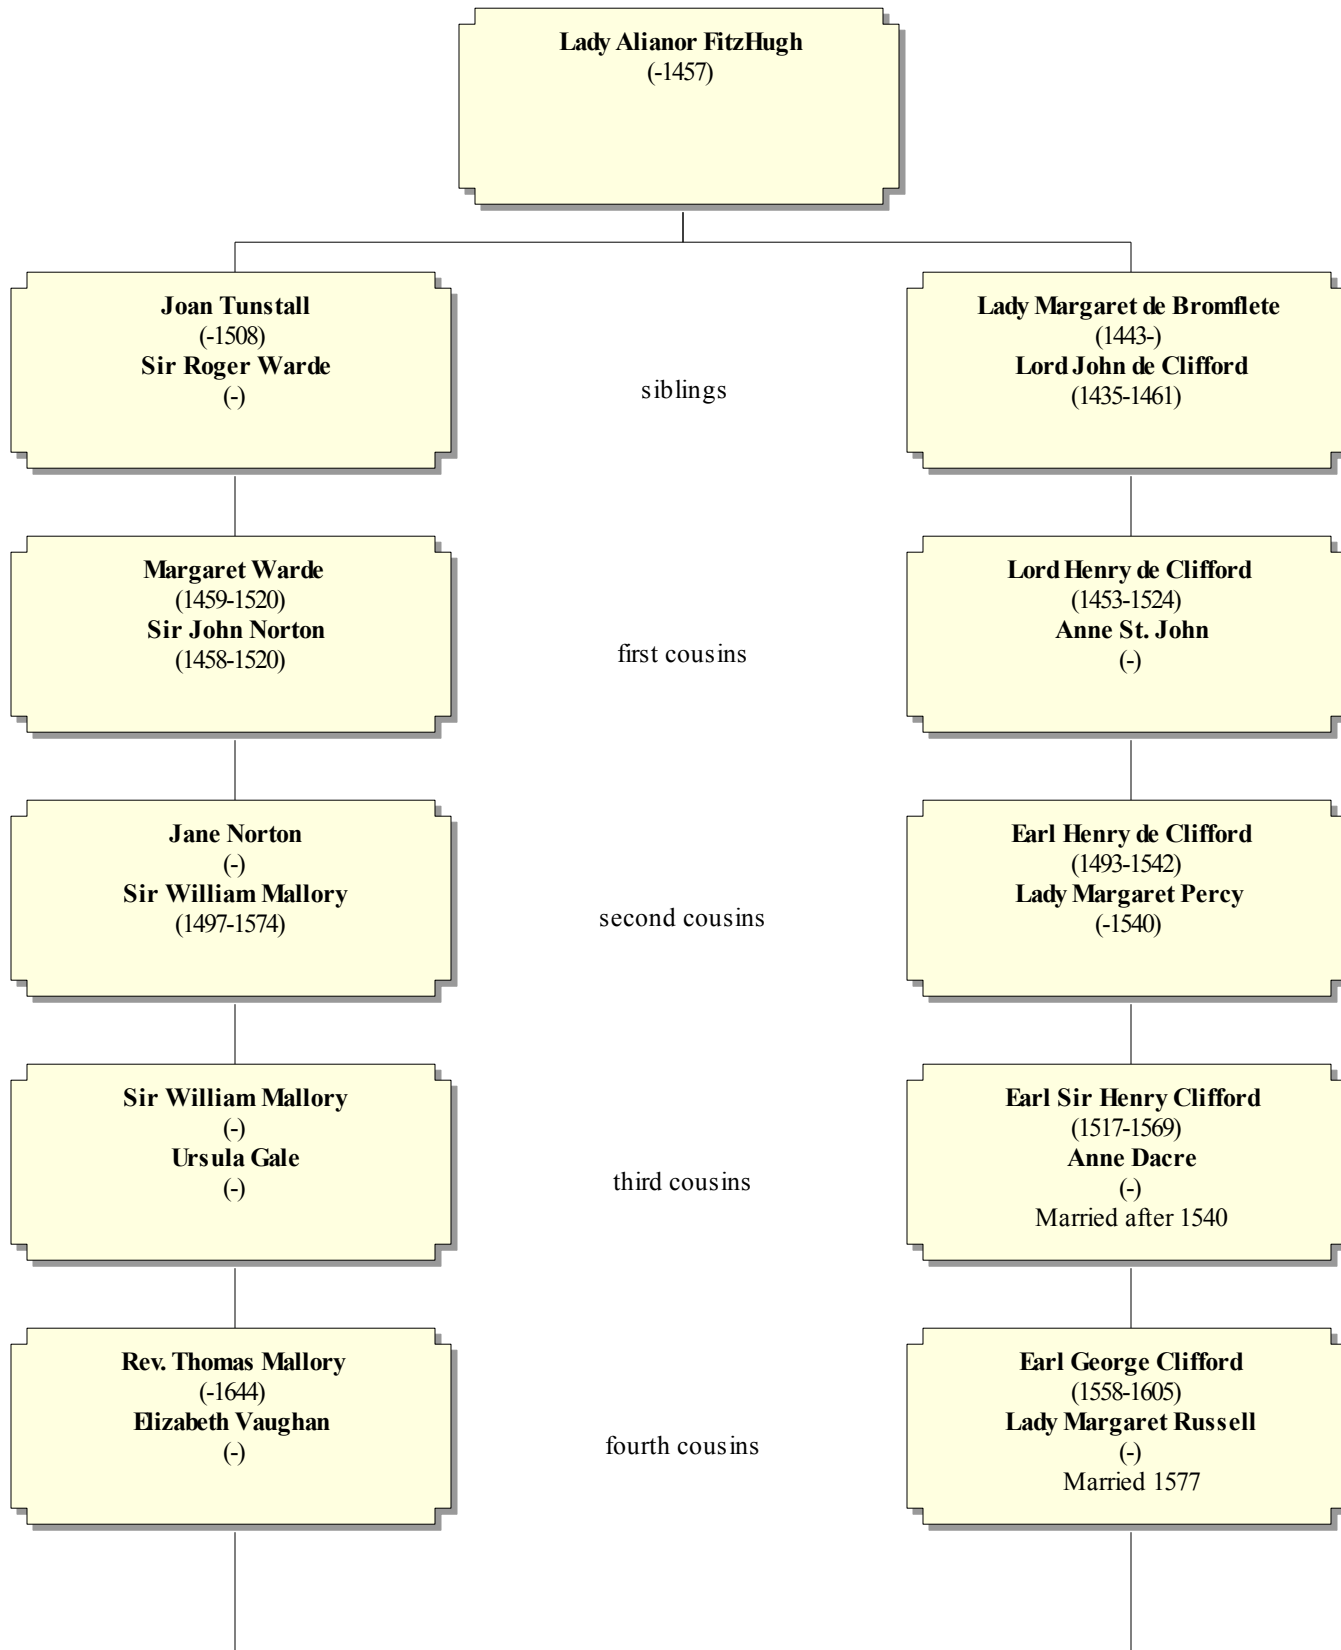 Lady Alianor FitzHugh
(-1457)
Joan Tunstall
(-1508)
Sir Roger Warde
(-)
siblings
Lady Margaret de Bromflete
(1443-)
Lord John de Clifford
(1435-1461)
Margaret Warde
(1459-1520)
Sir John Norton
(1458-1520)
first cousins
Lord Henry de Clifford
(1453-1524)
Anne St. John
(-)
Jane Norton
(-)
Sir William Mallory
(1497-1574)
second cousins
Earl Henry de Clifford
(1493-1542)
Lady Margaret Percy
(-1540)
Sir William Mallory
(-)
Ursula Gale
(-)
third cousins
Earl Sir Henry Clifford
(1517-1569)
Anne Dacre
(-)
Married after 1540
Rev. Thomas Mallory
(-1644)
Elizabeth Vaughan
(-)
fourth cousins
Earl George Clifford
(1558-1605)
Lady Margaret Russell
(-)
Married 1577